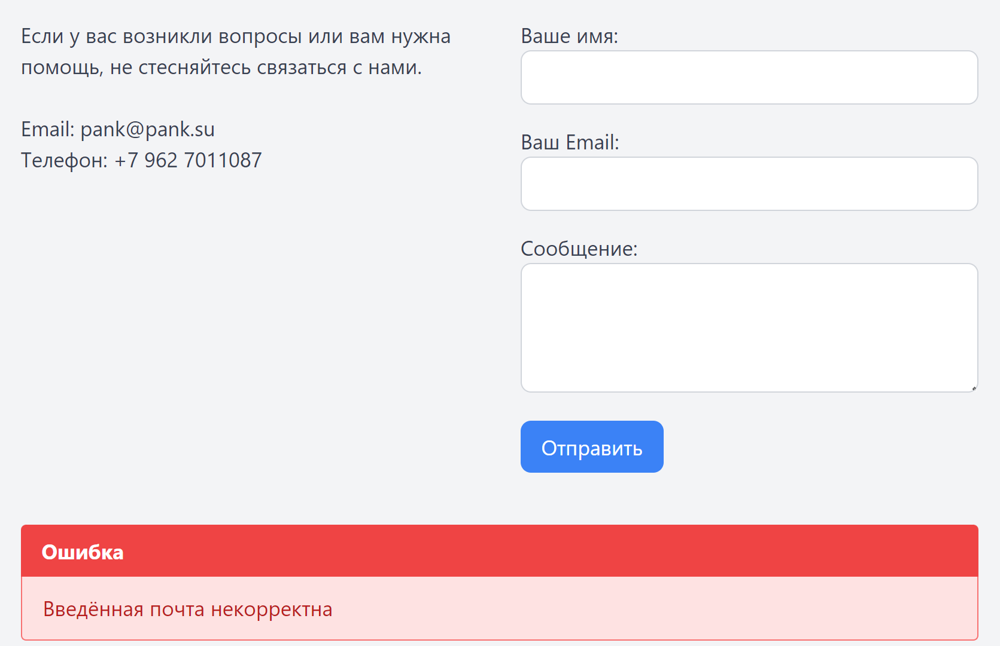 Если у вас возникли вопросы или вам нужна
помощь, не стесняйтесь связаться с нами.
Email: pank@pank.su
Телефон: +7 962 7011087
Ваше имя:
Ваш Email:
Сообщение:
Отправить
Ошибка
Введённая почта некорректна